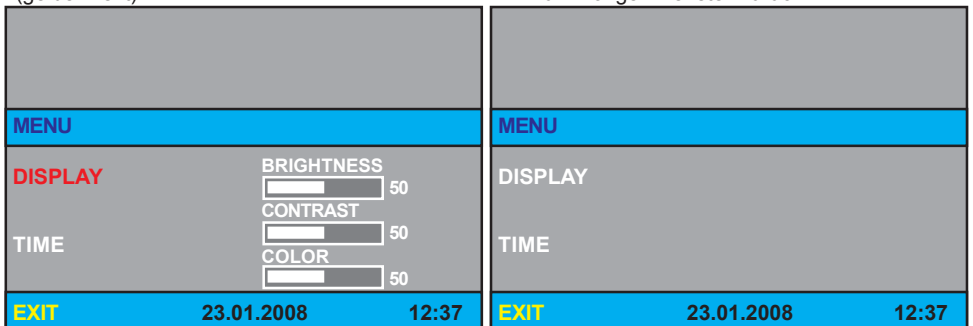 MENU
DISPLAY
BRIGHTNESS
50
CONTRAST
50
TIME
COLOR
50
EXIT 23.01.2008 12:37
MENU
DISPLAY
TIME
EXIT 23.01.2008 12:37